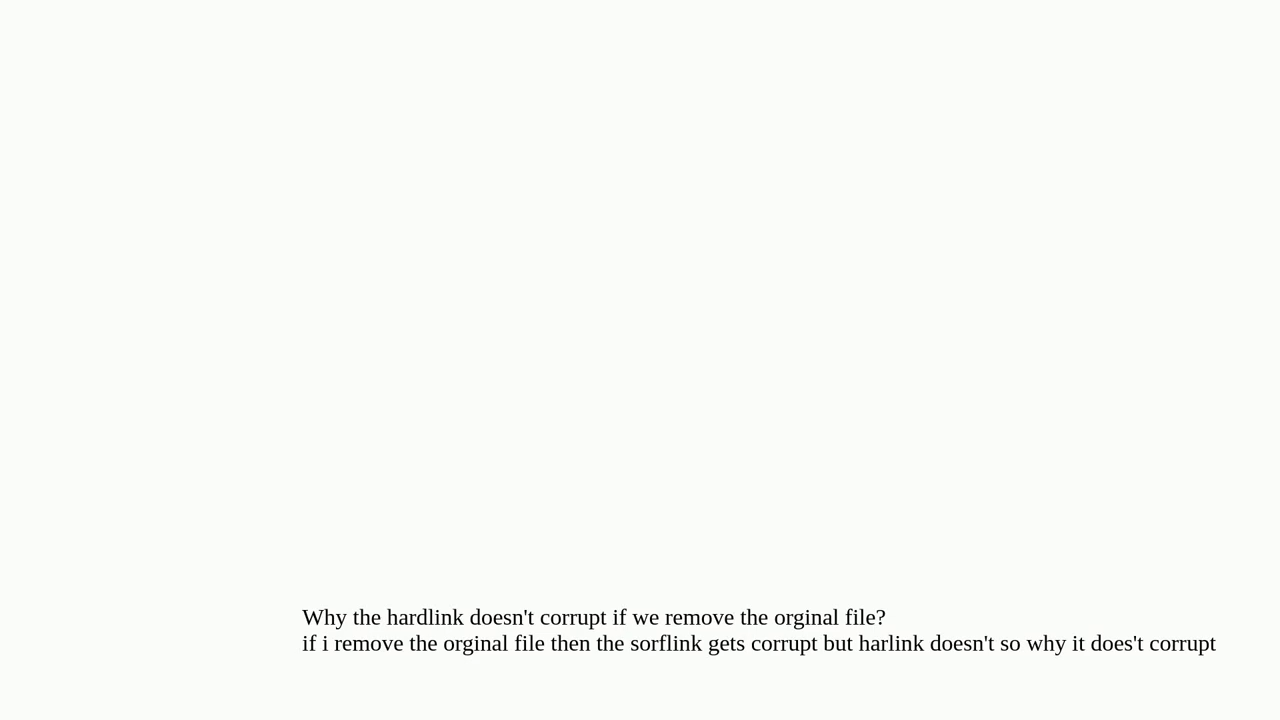 Why the hardlink doesn't corrupt if we remove the orginal file?
if i remove the orginal file then the sorflink gets corrupt but harlink doesn't so why it does't corrupt